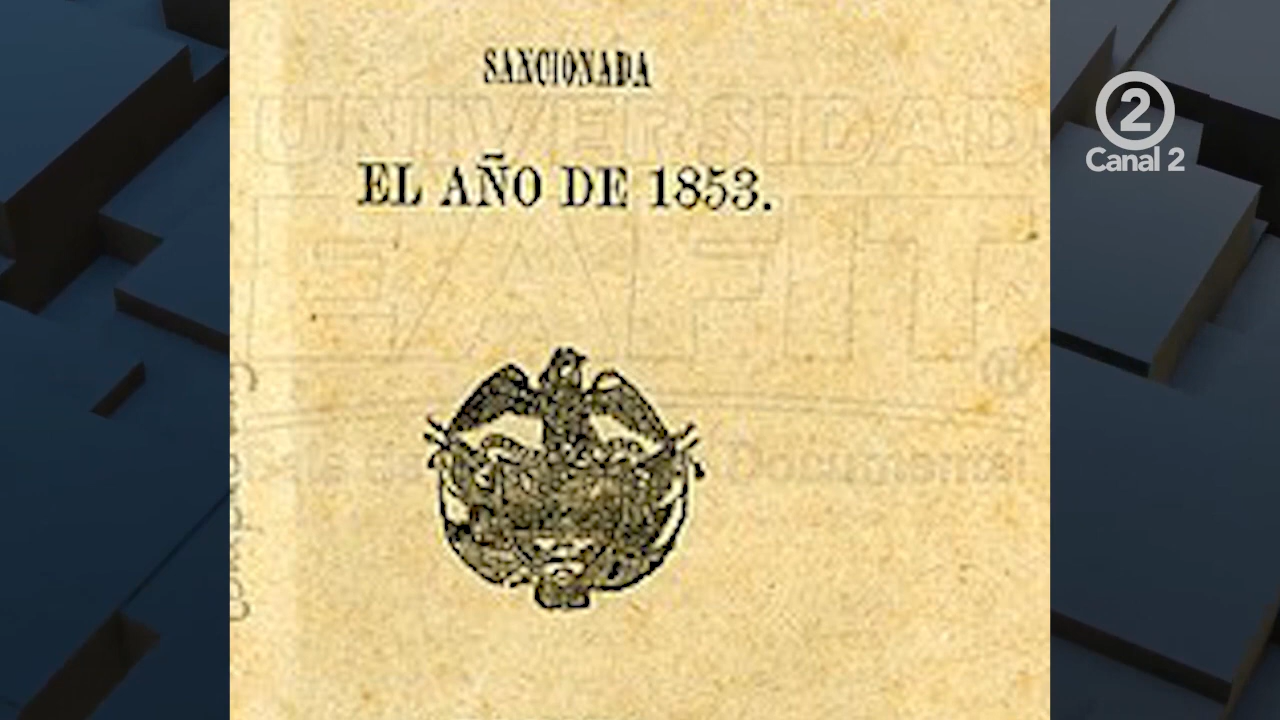 SANCIONADA
UNIVERSIDAD
EL AÑO DE 1853.
EAFIT
®
2
Canal 2